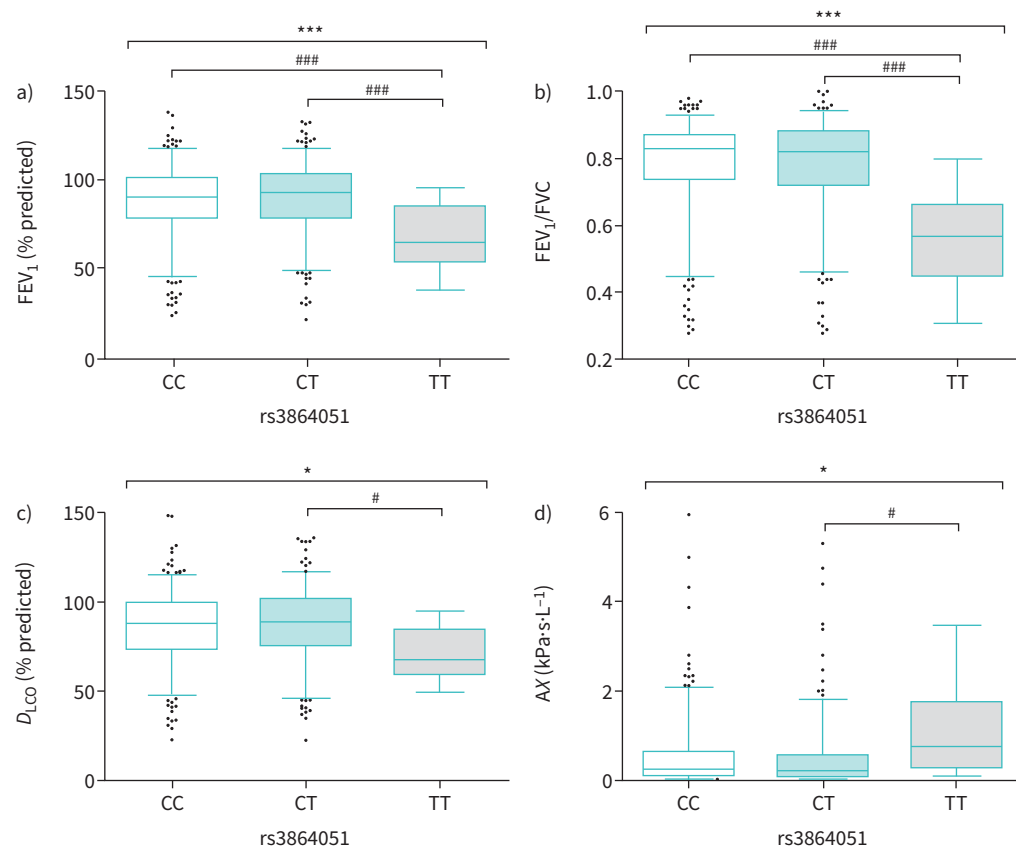 a)
***
###
###
FEV₁ (% predicted)
150
100
50
0
CC CT TT
rs3864051
b)
***
###
###
FEV₁/FVC
1.0
0.8
0.6
0.4
0.2
CC CT TT
rs3864051
c)
*
#
D_LCO (% predicted)
150
100
50
0
CC CT TT
rs3864051
d)
*
#
AX (kPa·s·L⁻¹)
6
4
2
0
CC CT TT
rs3864051